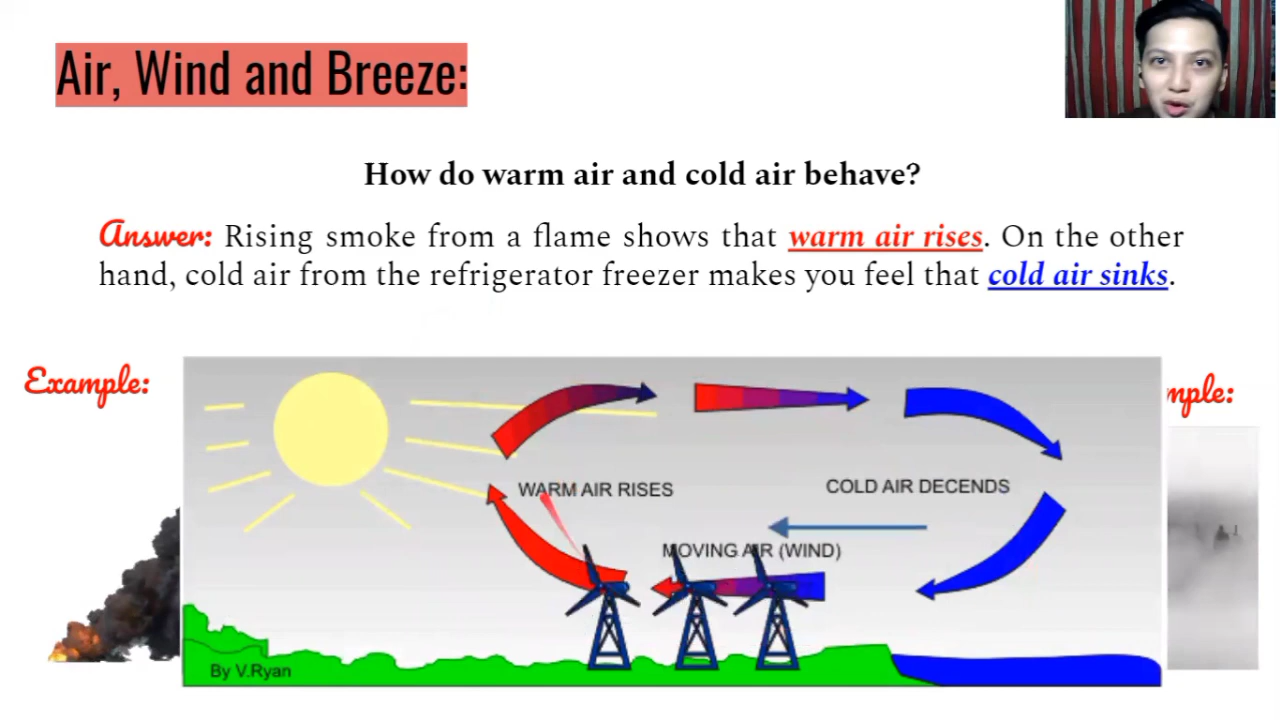 Air, Wind and Breeze:
How do warm air and cold air behave?
Answer: Rising smoke from a flame shows that warm air rises. On the other
hand, cold air from the refrigerator freezer makes you feel that cold air sinks.
Example:
mple:
WARM AIR RISES
COLD AIR DECENDS
MOVING AIR (WIND)
By V.Ryan